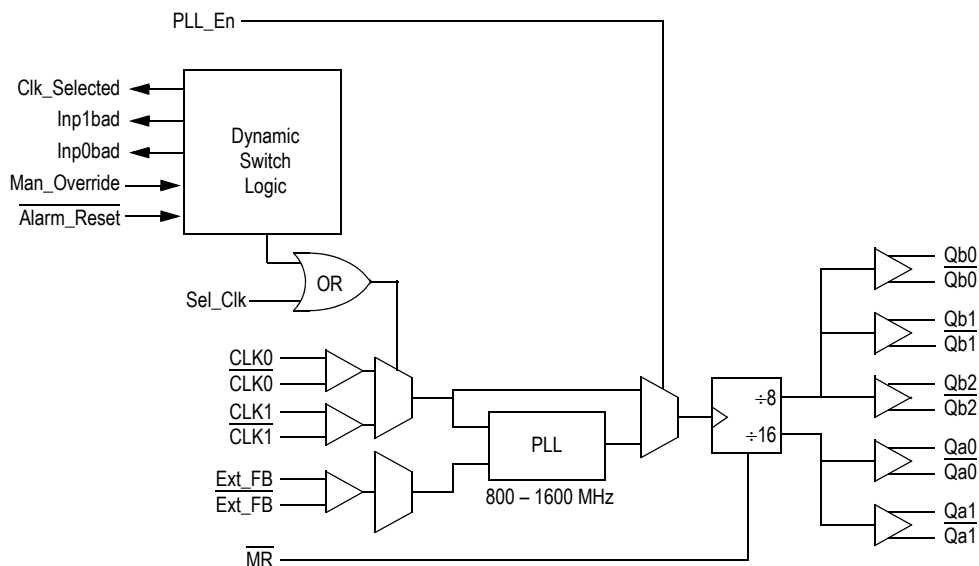 PLL_En
Clk_Selected
Inp1bad
Inp0bad
Man_Override
Alarm_Reset
Dynamic
Switch
Logic
OR
Sel_Clk
CLK0
CLK0
CLK1
CLK1
Ext_FB
Ext_FB
PLL
800 – 1600 MHz
MR
÷8
÷16
Qb0
Qb0
Qb1
Qb1
Qb2
Qb2
Qa0
Qa0
Qa1
Qa1